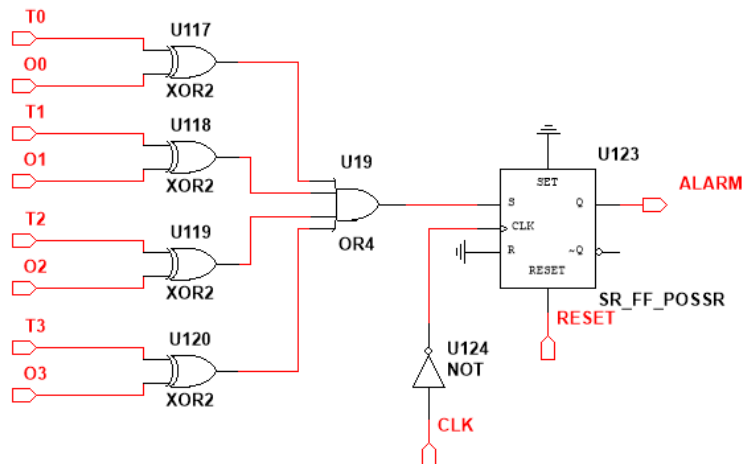 T0
U117
O0
XOR2
T1
U118
O1
XOR2
U19
OR4
T2
U119
O2
XOR2
T3
U120
O3
XOR2
U123
SET
S
Q
CLK
R
~Q
RESET
SR_FF_POSSR
ALARM
RESET
U124
NOT
CLK